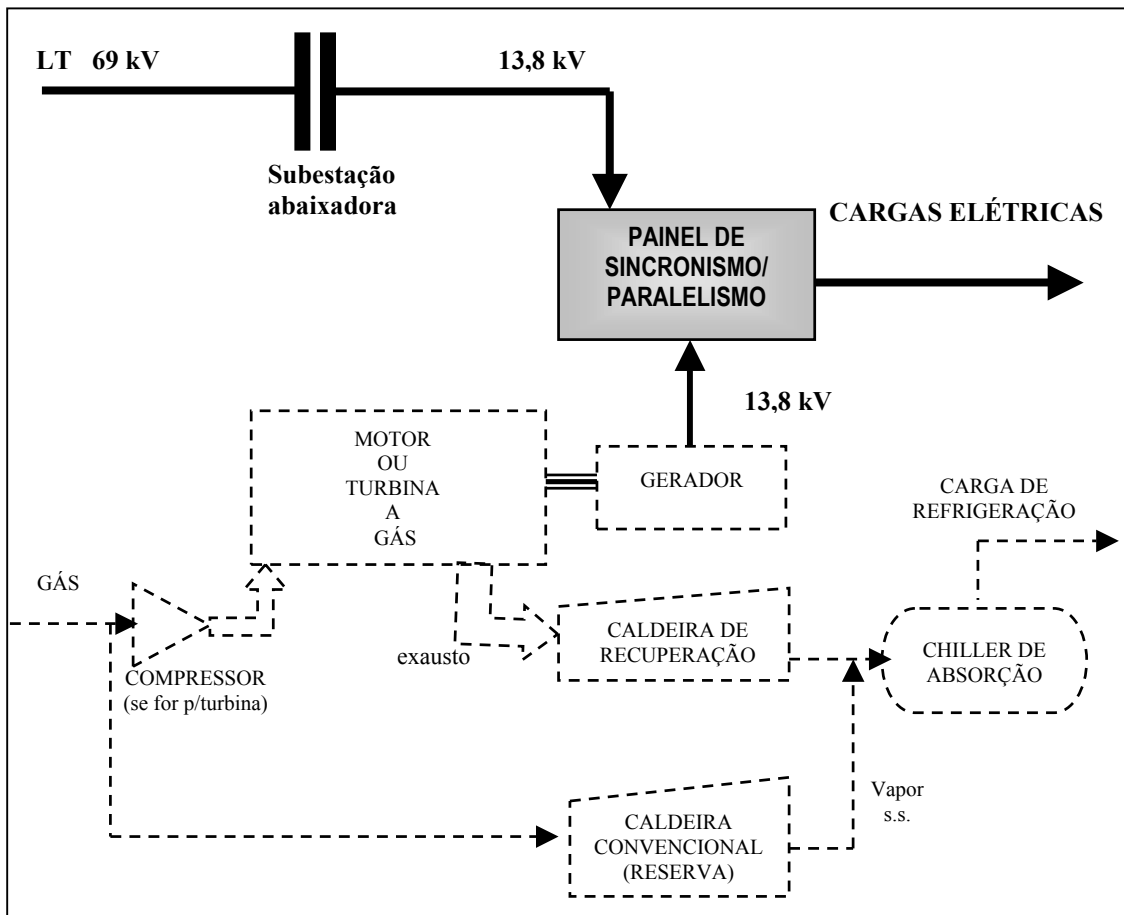 LT 69 kV
13,8 kV
Subestação
abaixadora
CARGAS ELÉTRICAS
PAINEL DE
SINCRONISMO/
PARALELISMO
13,8 kV
MOTOR
OU
TURBINA
A
GÁS
GERADOR
CARGA DE
REFRIGERAÇÃO
GÁS
COMPRESSOR
(se for p/turbina)
exausto
CALDEIRA DE
RECUPERAÇÃO
CHILLER DE
ABSORÇÃO
Vapor
s.s.
CALDEIRA
CONVENCIONAL
(RESERVA)